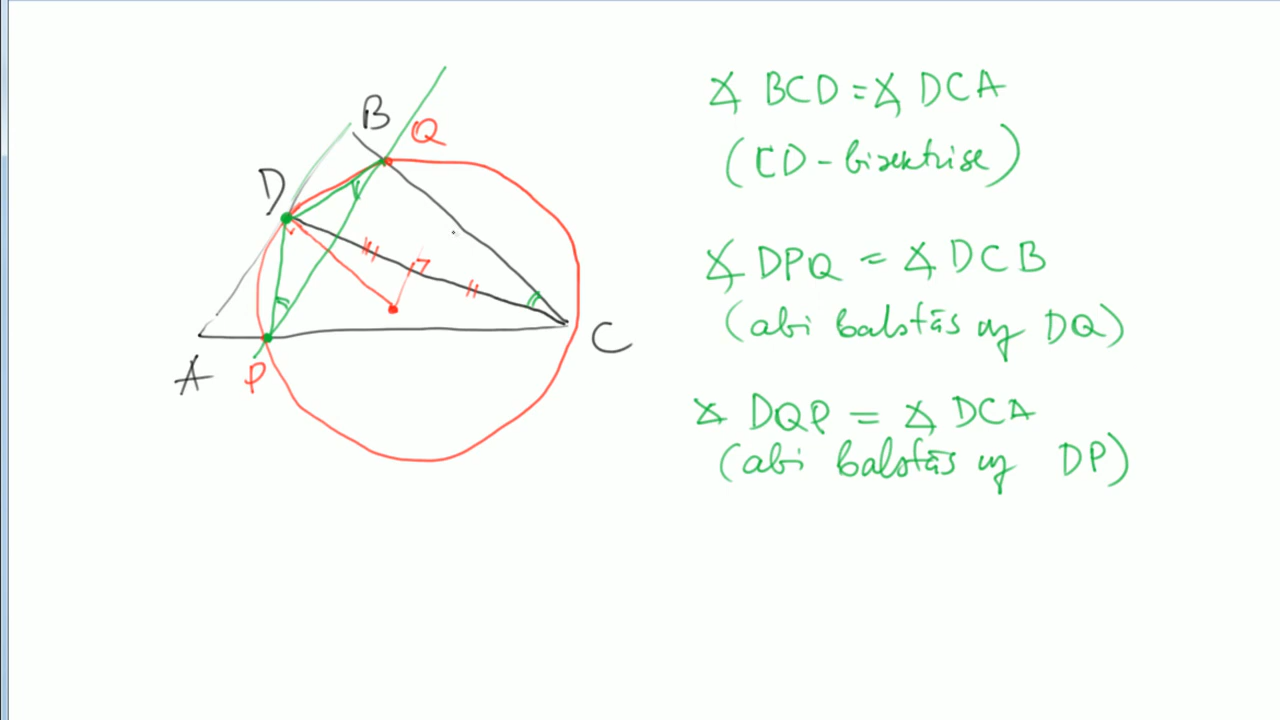 B
Q
D
A
P
C
∡ BCD = ∡ DCA
(CD - bisektrise)
∡ DPQ = ∡ DCB
(abi balstās uz DQ)
∡ DQP = ∡ DCA
(abi balstās uz DP)